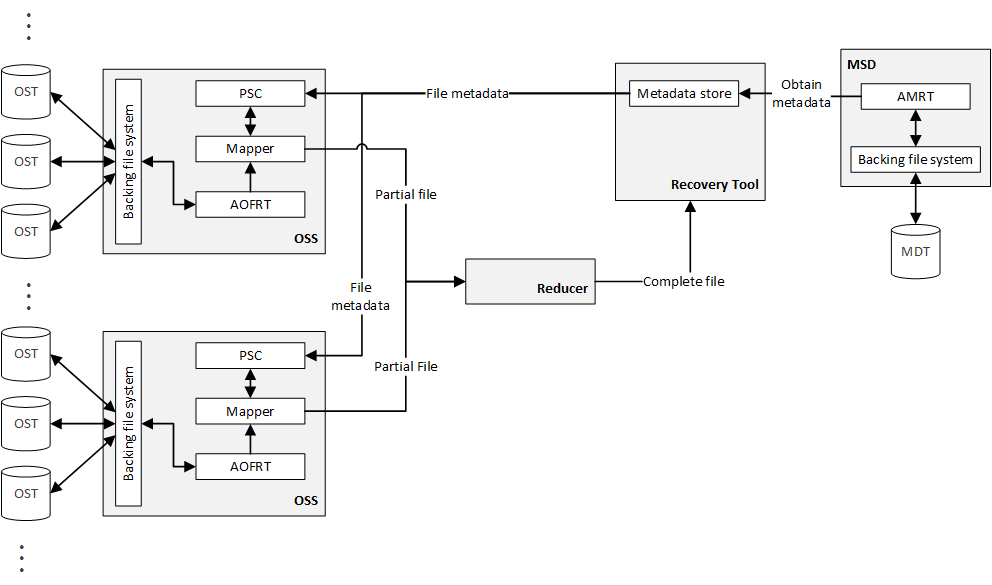 OST
OST
OST
Backing file system
PSC
Mapper
AOFRT
OSS
File metadata
Partial file
Metadata store
Recovery Tool
Obtain
metadata
MSD
AMRT
Backing file system
MDT
Reducer
Complete file
File
metadata
Partial File
OST
OST
OST
Backing file system
PSC
Mapper
AOFRT
OSS